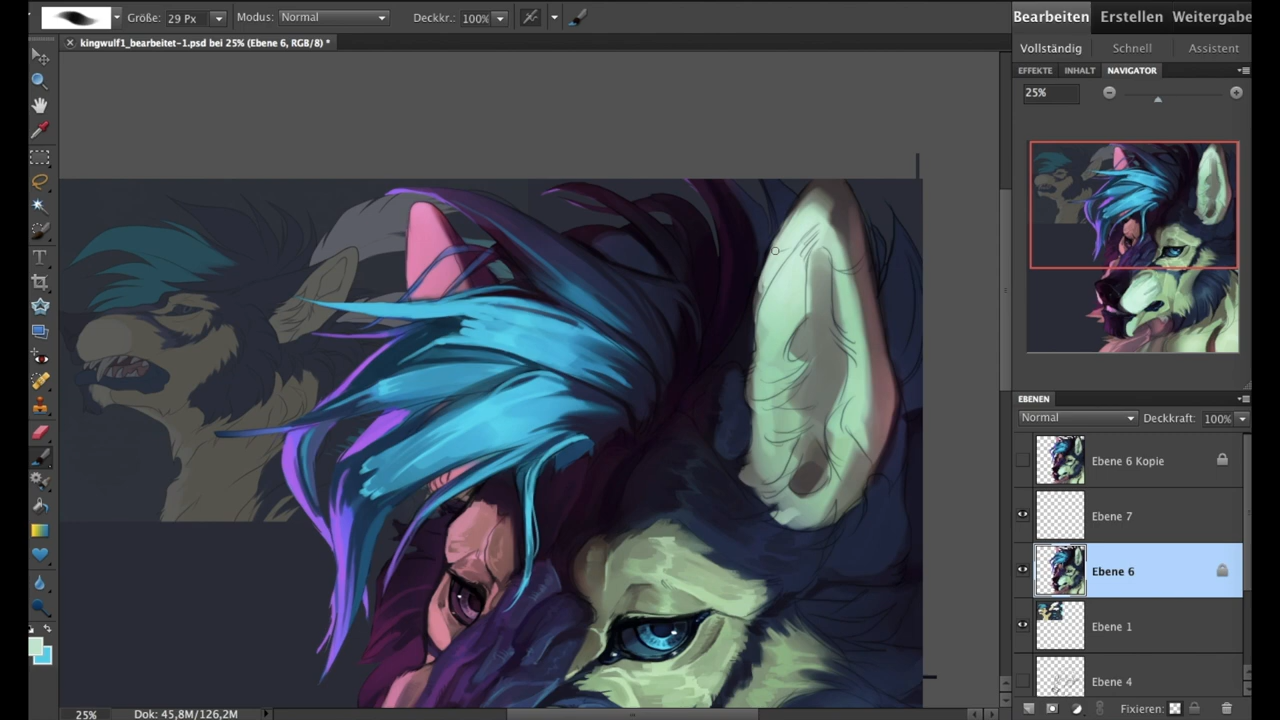 Größe: 29 Px Modus: Normal Deckkr.: 100%
kingwulf1_bearbeitet-1.psd bei 25% (Ebene 6, RGB/8) *
Bearbeiten Erstellen Weitergabe
Vollständig Schnell Assistent
EFFEKTE INHALT NAVIGATOR
25%
EBENEN
Normal Deckkraft: 100%
Ebene 6 Kopie
Ebene 7
Ebene 6
Ebene 1
Ebene 4
Fixieren:
25% Dok: 45,8M/126,2M